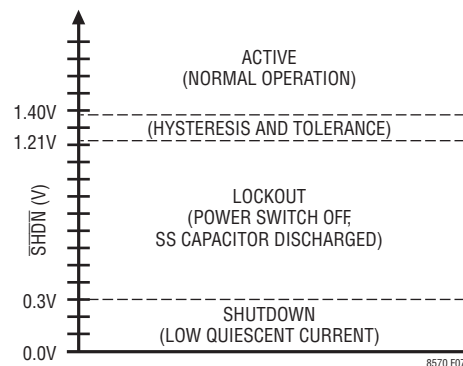 ACTIVE
(NORMAL OPERATION)
1.40V
(HYSTERESIS AND TOLERANCE)
1.21V
SHDN (V)
LOCKOUT
(POWER SWITCH OFF,
SS CAPACITOR DISCHARGED)
0.3V
SHUTDOWN
(LOW QUIESCENT CURRENT)
0.0V
8570 F07